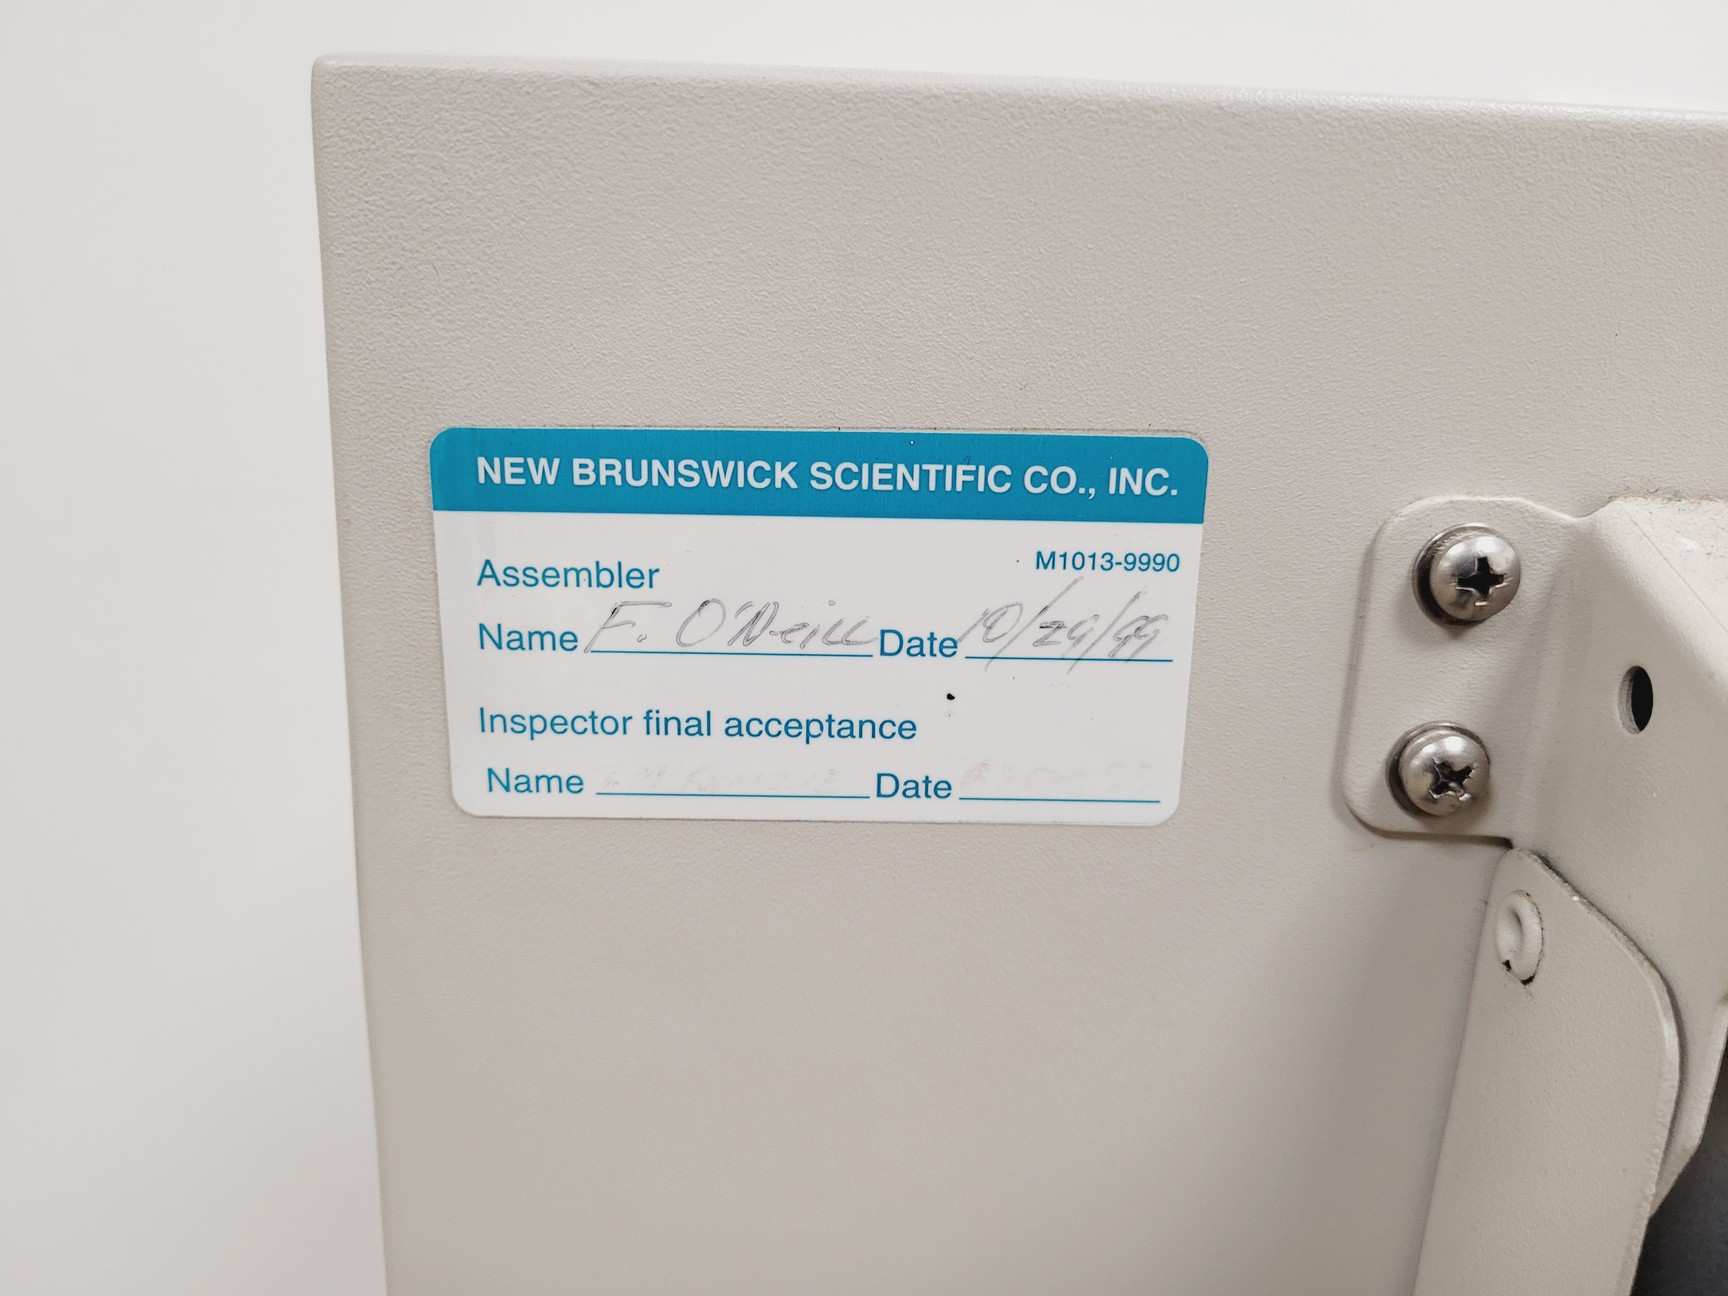 NEW BRUNSWICK SCIENTIFIC CO., INC.
M1013-9990
Assembler
Name F. O'Neill Date 10/29/99
Inspector final acceptance
Name Date